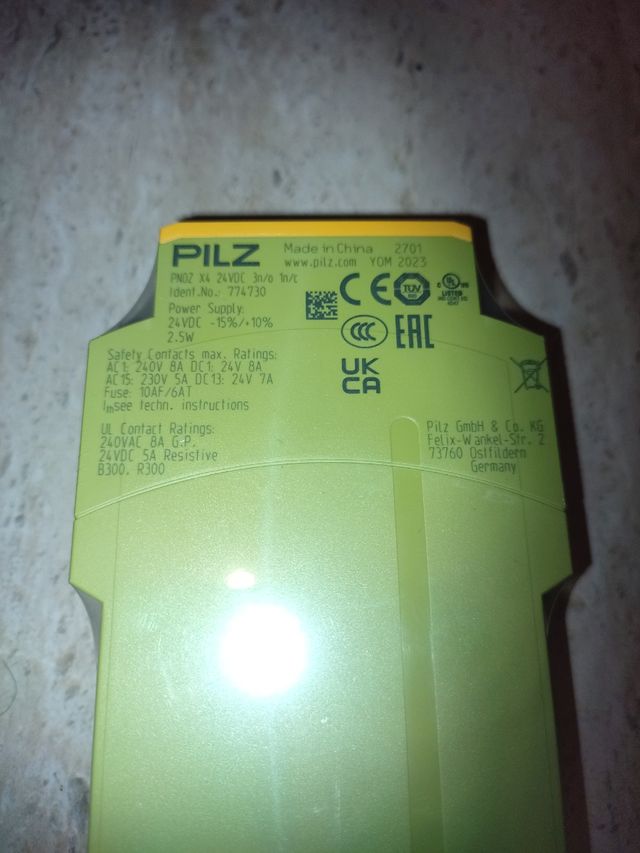 PILZ
Made in China 2701
www.pilz.com YOM 2023
PNOZ X4 24VDC 3n/o 1n/c
Ident.No.: 774730
Power Supply:
24VDC -15%/+10%
2.5W
CE
TÜV
UL
LISTED
CCC
EAC
UK
CA
Safety Contacts max. Ratings:
AC1: 240V 8A DC1: 24V 8A
AC15: 230V 5A DC13: 24V 7A
Fuse: 10AF/6AT
Ith see techn. instructions
UL Contact Ratings:
240VAC 8A G.P.
24VDC 5A Resistive
B300, R300
Pilz GmbH & Co. KG
Felix-Wankel-Str. 2
73760 Ostfildern
Germany